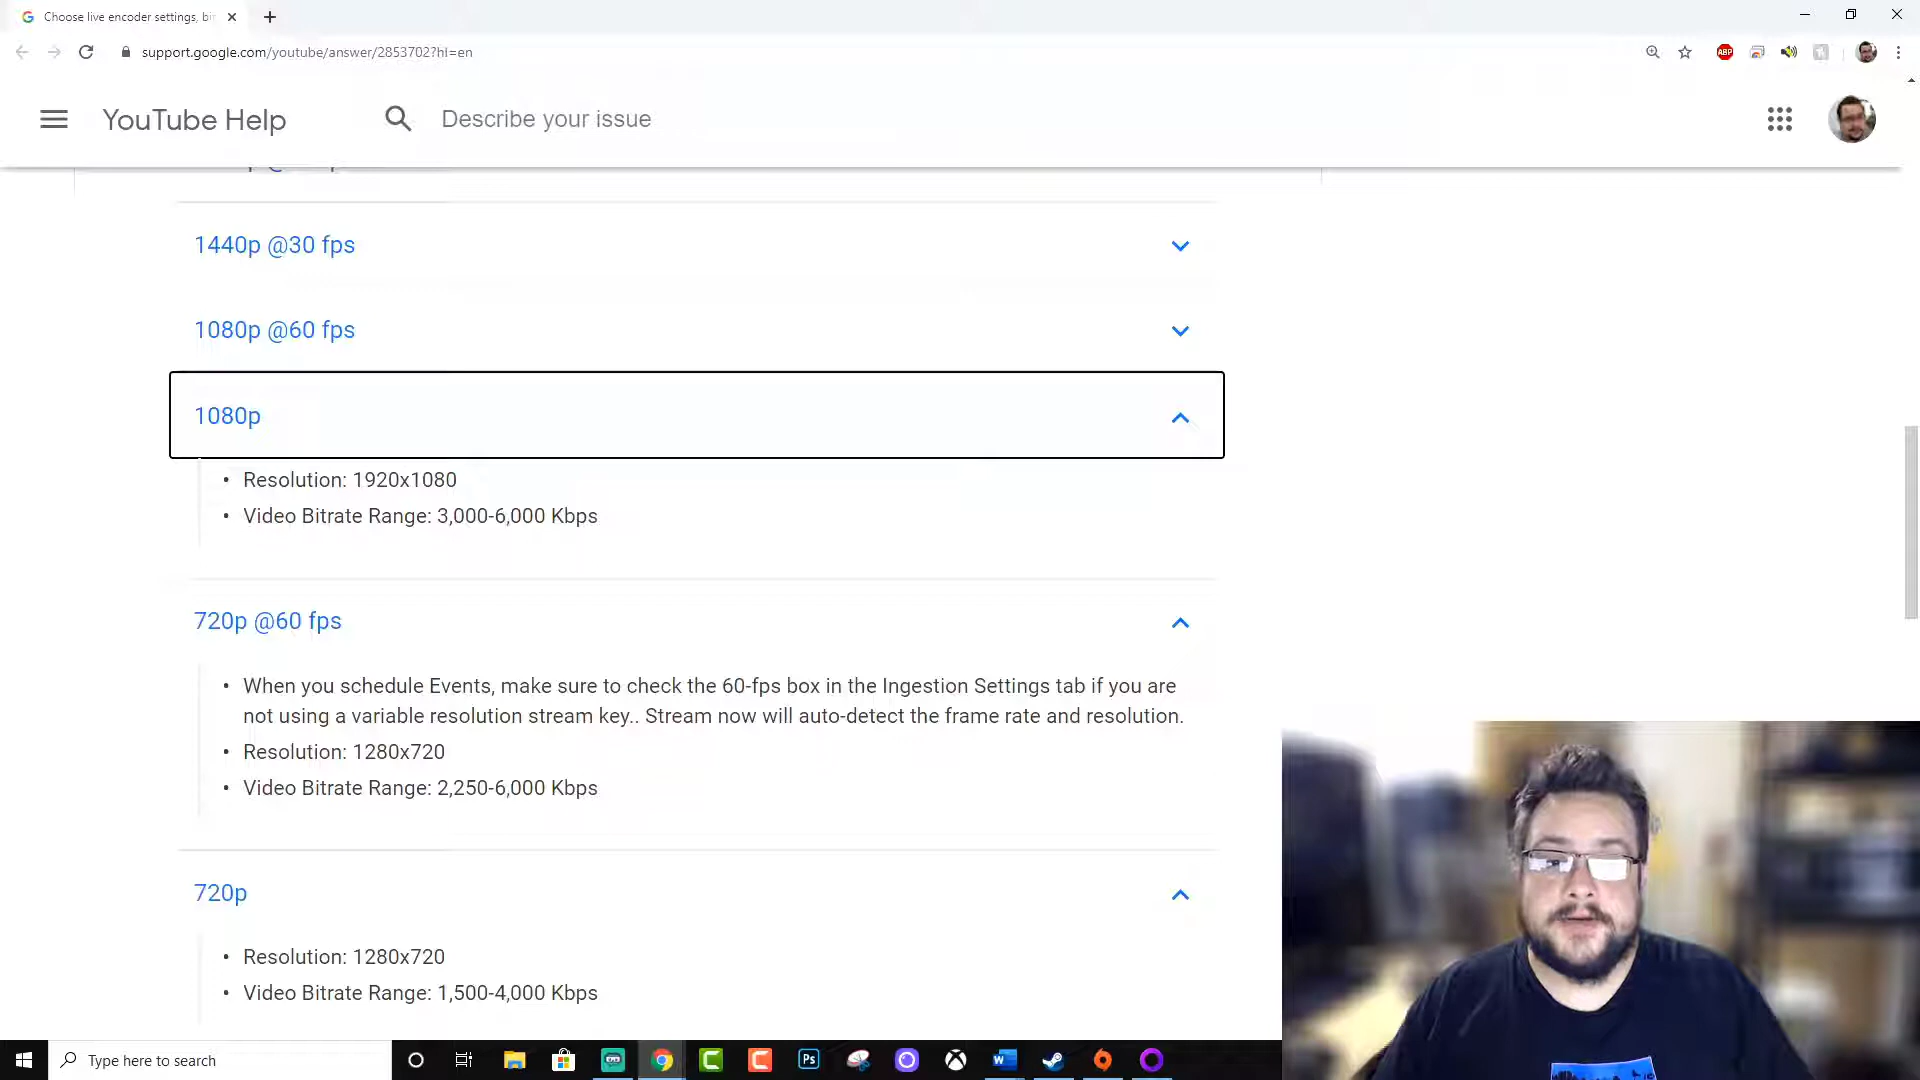 Choose live encoder settings, bi
support.google.com/youtube/answer/2853702?hl=en
ABP
YouTube Help
Describe your issue
1440p @30 fps
1080p @60 fps
1080p
• Resolution: 1920x1080
• Video Bitrate Range: 3,000-6,000 Kbps
720p @60 fps
• When you schedule Events, make sure to check the 60-fps box in the Ingestion Settings tab if you are
not using a variable resolution stream key.. Stream now will auto-detect the frame rate and resolution.
• Resolution: 1280x720
• Video Bitrate Range: 2,250-6,000 Kbps
720p
• Resolution: 1280x720
• Video Bitrate Range: 1,500-4,000 Kbps
Type here to search
Ps
W